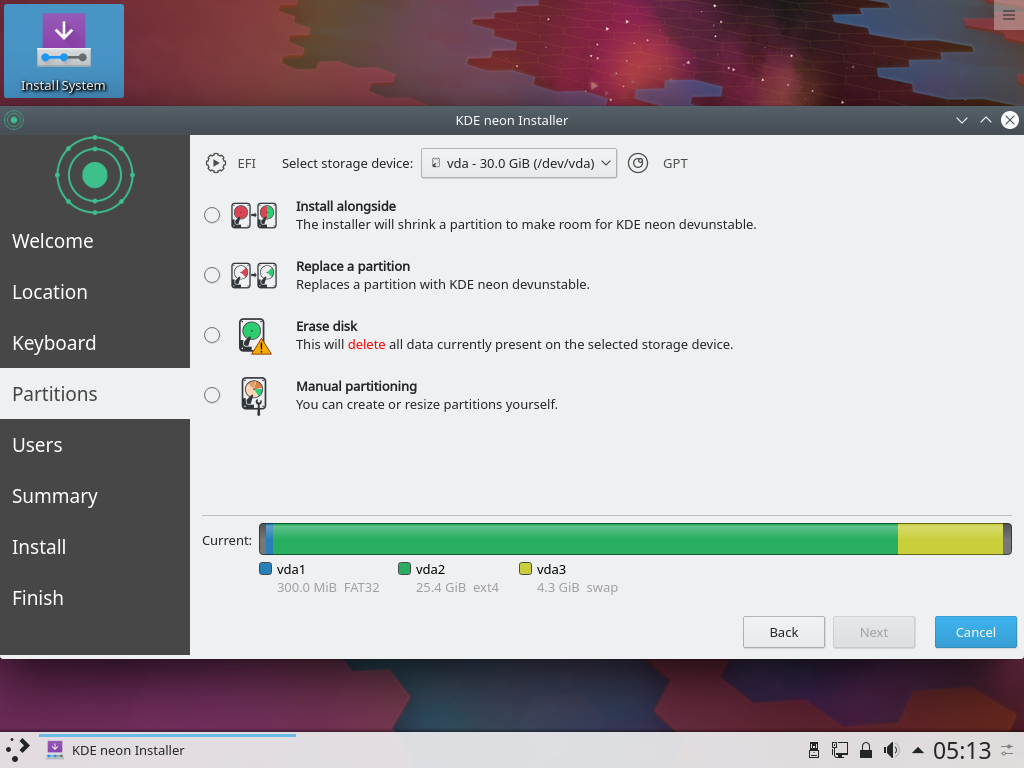 Install System
KDE neon Installer
Welcome
Location
Keyboard
Partitions
Users
Summary
Install
Finish
EFI Select storage device: vda - 30.0 GiB (/dev/vda) GPT
Install alongside
The installer will shrink a partition to make room for KDE neon devunstable.
Replace a partition
Replaces a partition with KDE neon devunstable.
Erase disk
This will delete all data currently present on the selected storage device.
Manual partitioning
You can create or resize partitions yourself.
Current:
vda1 vda2 vda3
300.0 MiB FAT32 25.4 GiB ext4 4.3 GiB swap
Back Next Cancel
KDE neon Installer 05:13